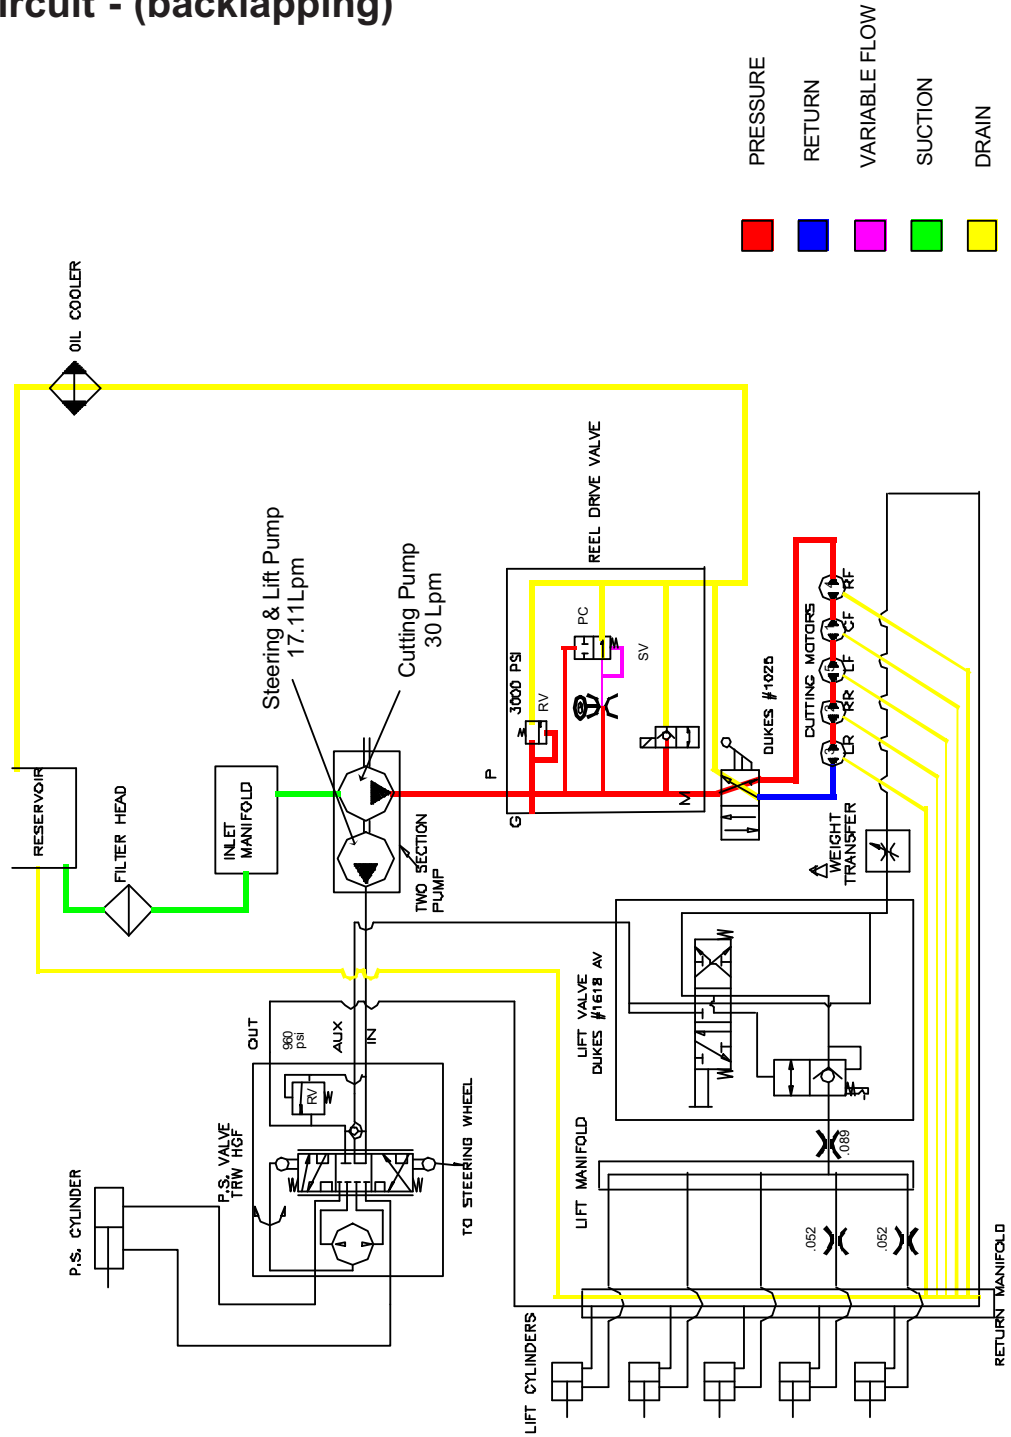 ircuit - (backlapping)
PRESSURE
RETURN
VARIABLE FLOW
SUCTION
DRAIN
OIL COOLER
RESERVOIR
FILTER HEAD
INLET
MANIFOLD
Steering & Lift Pump
17.11Lpm
Cutting Pump
30 Lpm
TWO SECTION
PUMP
REEL DRIVE VALVE
3000 PSI
RV
PC
SV
P
G
M
DUKES #1026
CUTTING MOTORS
LR
RR
LF
CF
RF
WEIGHT
TRANSFER
OUT
960
psi
AUX
IN
RV
P.S. VALVE
TRW HGF
TO STEERING WHEEL
P.S. CYLINDER
LIFT VALVE
DUKES #1618 AV
LIFT MANIFOLD
.089
.052
.052
LIFT CYLINDERS
RETURN MANIFOLD